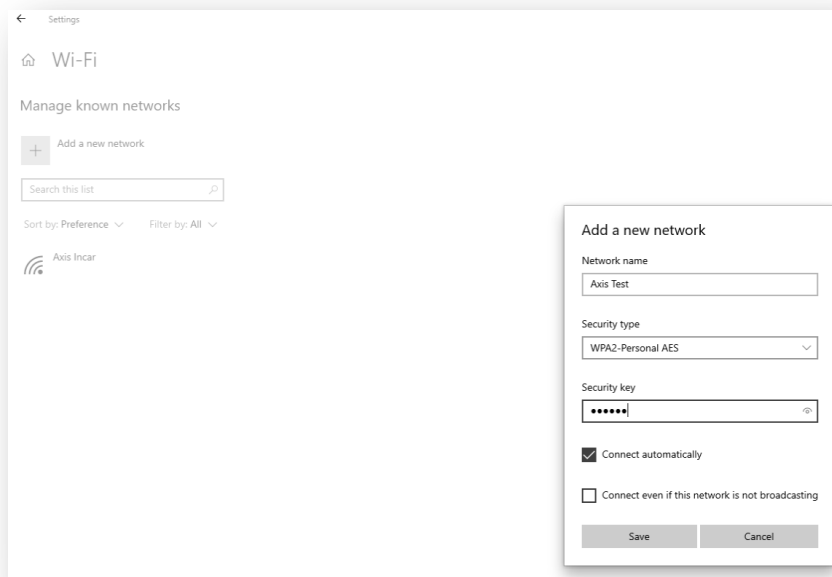 Settings
Wi-Fi
Manage known networks
Add a new network
Search this list
Sort by: Preference Filter by: All
Axis Incar
Add a new network
Network name
Axis Test
Security type
WPA2-Personal AES
Security key
••••••
Connect automatically
Connect even if this network is not broadcasting
Save Cancel